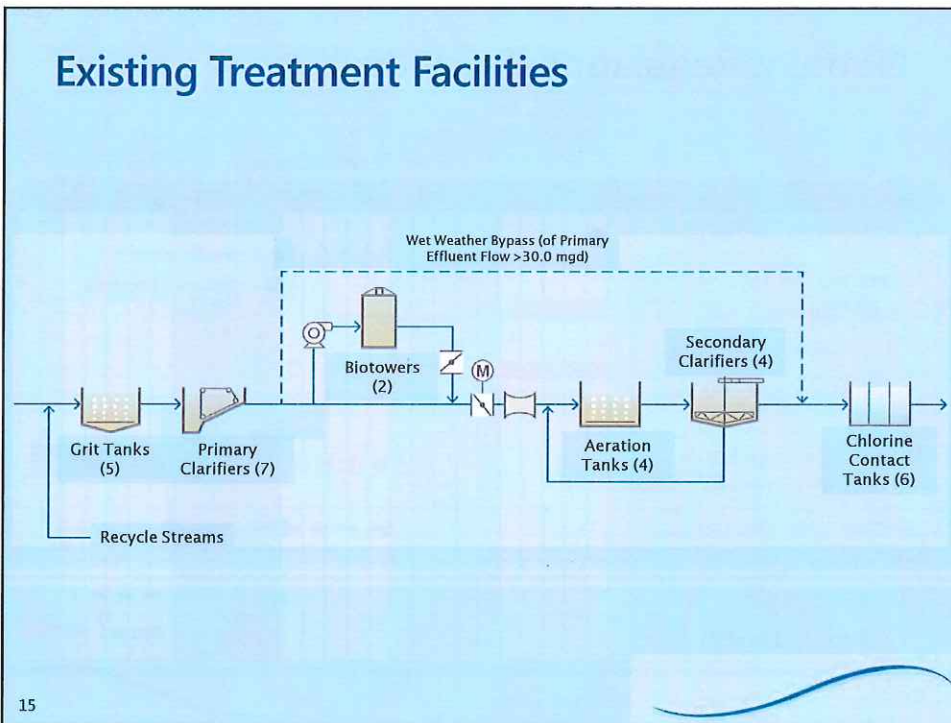 Existing Treatment Facilities
Wet Weather Bypass (of Primary
Effluent Flow >30.0 mgd)
Biotowers
(2)
M
Secondary
Clarifiers (4)
Grit Tanks
(5)
Primary
Clarifiers (7)
Aeration
Tanks (4)
Chlorine
Contact
Tanks (6)
Recycle Streams
15